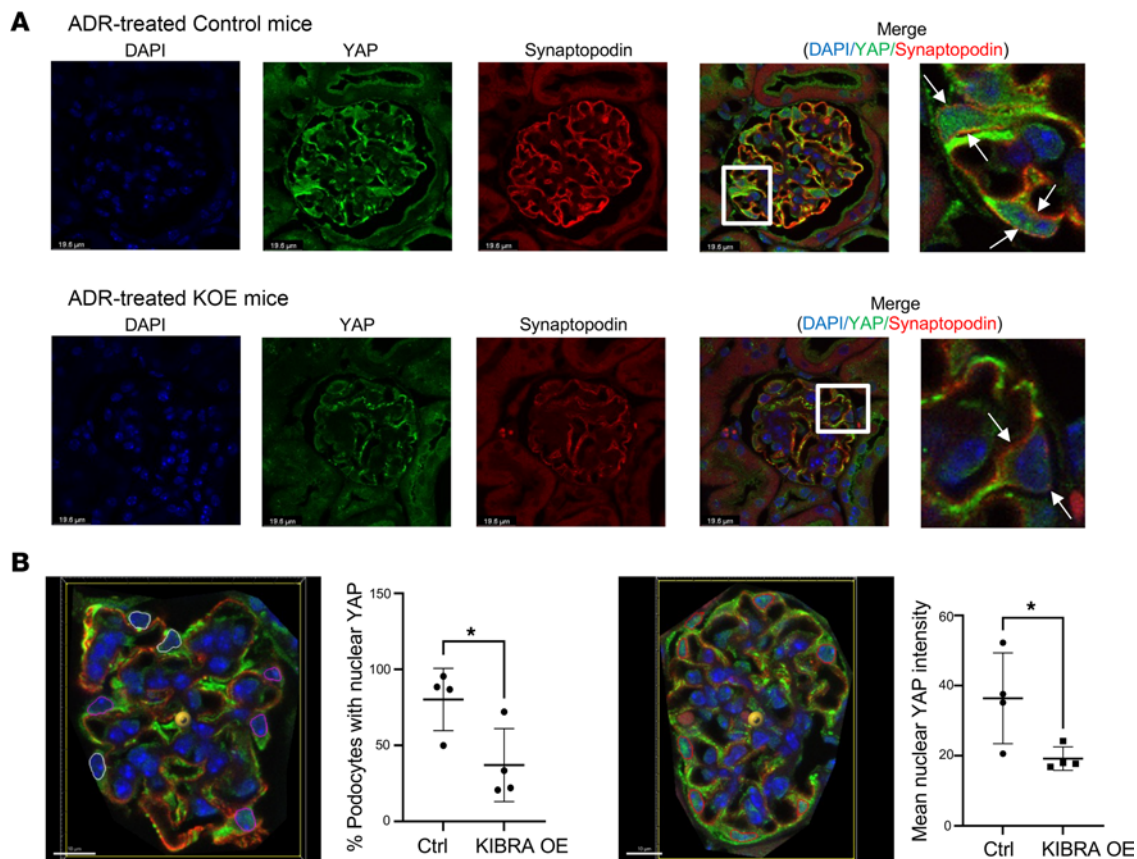 A
ADR-treated Control mice
DAPI
YAP
Synaptopodin
Merge
(DAPI/YAP/Synaptopodin)
19.6 µm
19.6 µm
19.6 µm
19.6 µm
ADR-treated KOE mice
DAPI
YAP
Synaptopodin
Merge
(DAPI/YAP/Synaptopodin)
19.6 µm
19.6 µm
19.6 µm
19.6 µm
B
% Podocytes with nuclear YAP
150
100
50
0
*
Ctrl
KIBRA OE
10 µm
Mean nuclear YAP intensity
60
40
20
0
*
Ctrl
KIBRA OE